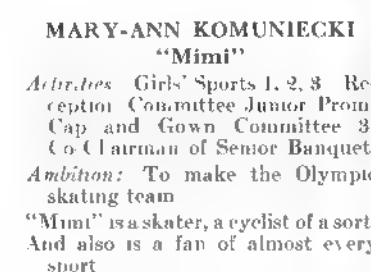 MARY-ANN KOMUNIECKI
"Mimi"
Activities Girls' Sports 1, 2, 3 Re-
ception Committee Junior Prom
Cap and Gown Committee 3
Co-Chairman of Senior Banquet
Ambition: To make the Olympic
skating team
"Mimi" is a skater, a cyclist of a sort
And also is a fan of almost every
sport